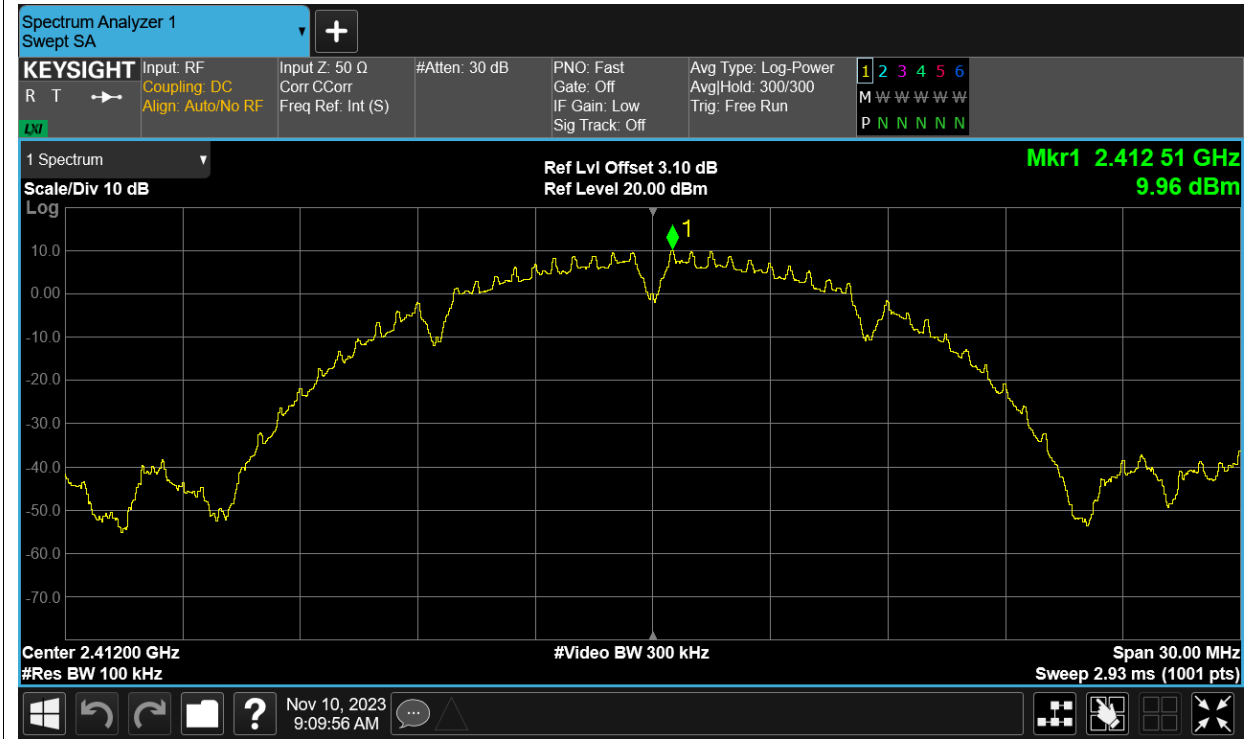 Spectrum Analyzer 1
Swept SA
KEYSIGHT
R T
LXI
Input: RF
Coupling: DC
Align: Auto/No RF
Input Z: 50 Ω
Corr CCorr
Freq Ref: Int (S)
#Atten: 30 dB
PNO: Fast
Gate: Off
IF Gain: Low
Sig Track: Off
Avg Type: Log-Power
Avg|Hold: 300/300
Trig: Free Run
1 2 3 4 5 6
M W W W W W
P N N N N N
1 Spectrum
Scale/Div 10 dB
Log
Ref Lvl Offset 3.10 dB
Ref Level 20.00 dBm
Mkr1 2.412 51 GHz
9.96 dBm
1
10.0
0.00
-10.0
-20.0
-30.0
-40.0
-50.0
-60.0
-70.0
Center 2.41200 GHz
#Res BW 100 kHz
#Video BW 300 kHz
Span 30.00 MHz
Sweep 2.93 ms (1001 pts)
?
Nov 10, 2023
9:09:56 AM